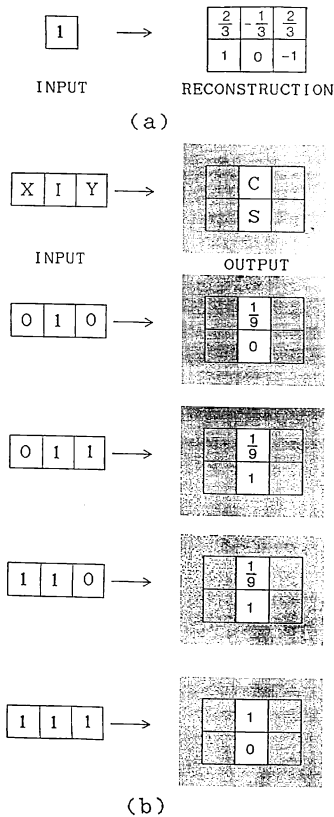 1 2/3 -1/3 2/3
1 0 -1
INPUT RECONSTRUCTION
(a)
X I Y C
S
INPUT OUTPUT
0 1 0 1/9
0
0 1 1 1/9
1
1 1 0 1/9
1
1 1 1 1
0
(b)